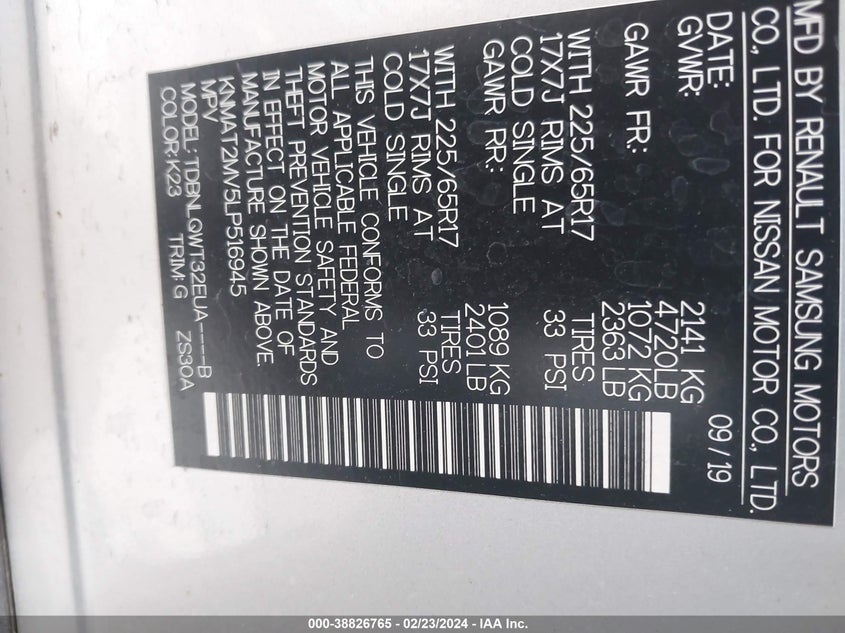 MFD BY RENAULT SAMSUNG MOTORS
CO., LTD. FOR NISSAN MOTOR CO., LTD.
DATE: 09/19
GVWR: 2141 KG
4720LB
GAWR FR: 1072 KG
2363 LB
WITH 225/65R17 TIRES
17X7J RIMS AT 33 PSI
COLD SINGLE
GAWR RR: 1089 KG
2401 LB
WITH 225/65R17 TIRES
17X7J RIMS AT 33 PSI
COLD SINGLE
THIS VEHICLE CONFORMS TO
ALL APPLICABLE FEDERAL
MOTOR VEHICLE SAFETY AND
THEFT PREVENTION STANDARDS
IN EFFECT ON THE DATE OF
MANUFACTURE SHOWN ABOVE.
KNMAT2MV5LP516945
MPV
MODEL: TDBNLQWT32EUA----B
COLOR:K23 TRIM:G ZS30A
000-38826765 - 02/23/2024 - IAA Inc.